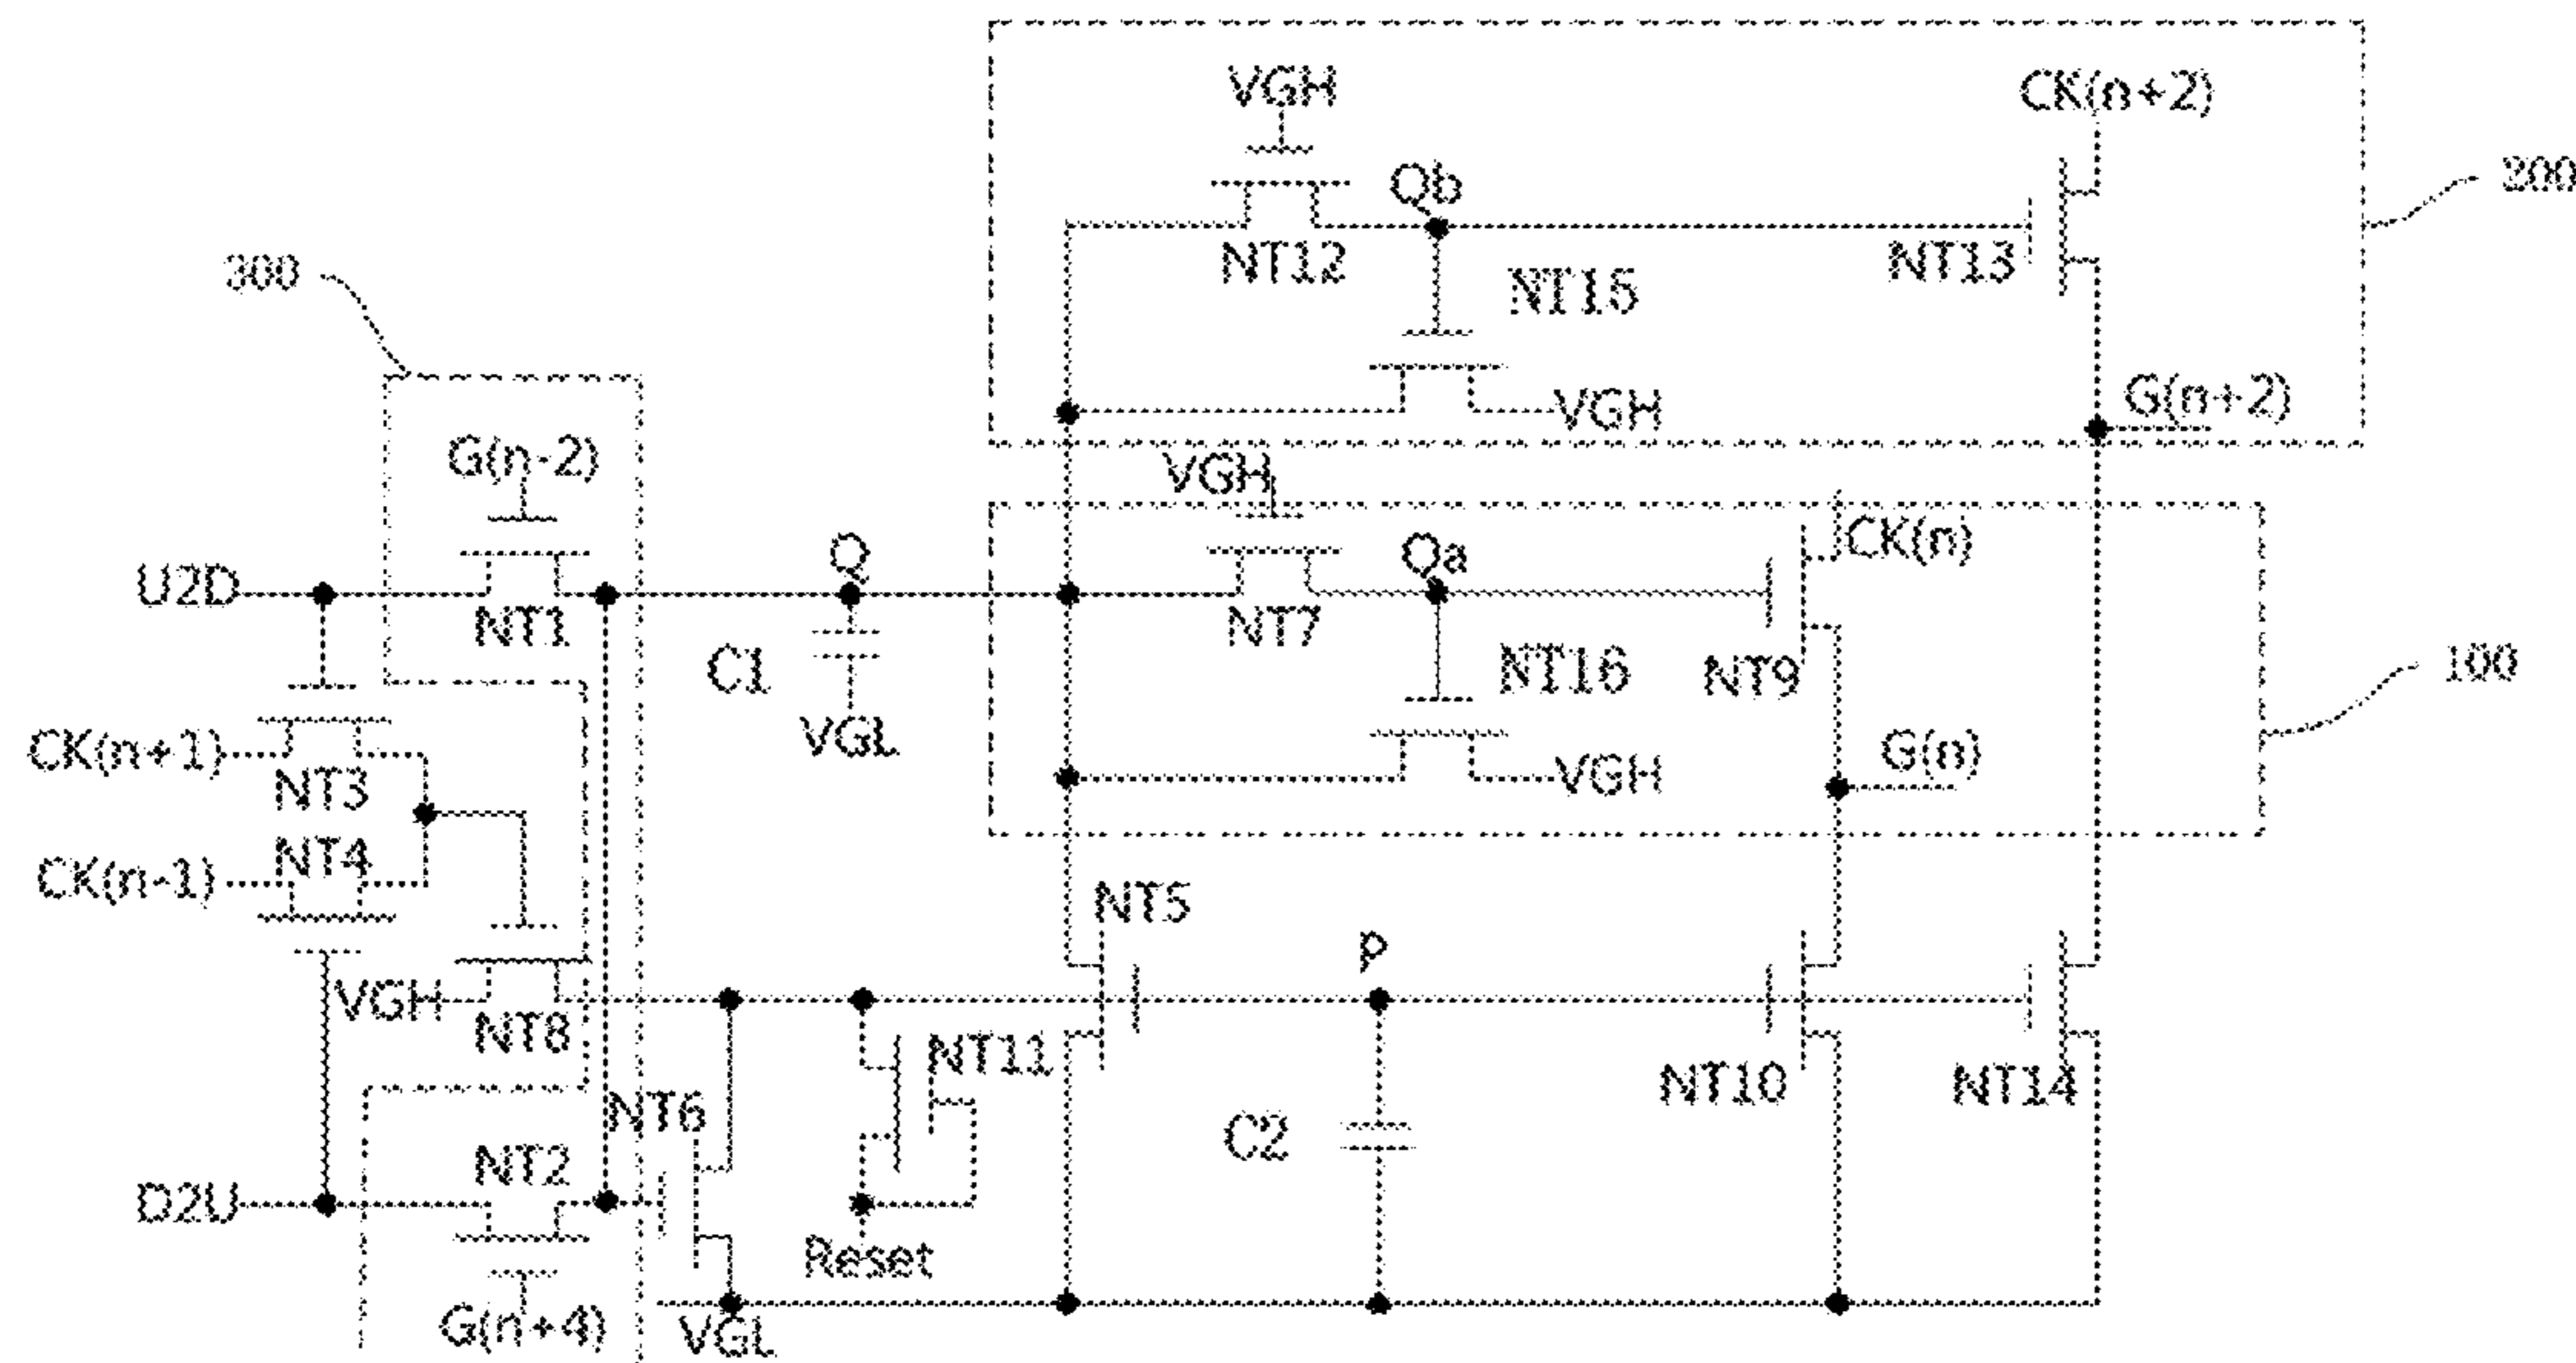 VGH
CK(n+2)
Qb
200
NT12
NT13
NT15
300
VGH
G(n+2)
G(n-2)
VGH
CK(n)
Q
Qa
U2D
NT1
NT7
C1
NT16
NT9
100
VGL
CK(n+1)
G(n)
VGH
NT3
NT4
CK(n-1)
NT5
P
VGH
NT8
NT11
NT10
NT14
NT6
C2
NT2
D2U
Reset
G(n+4)
VGL